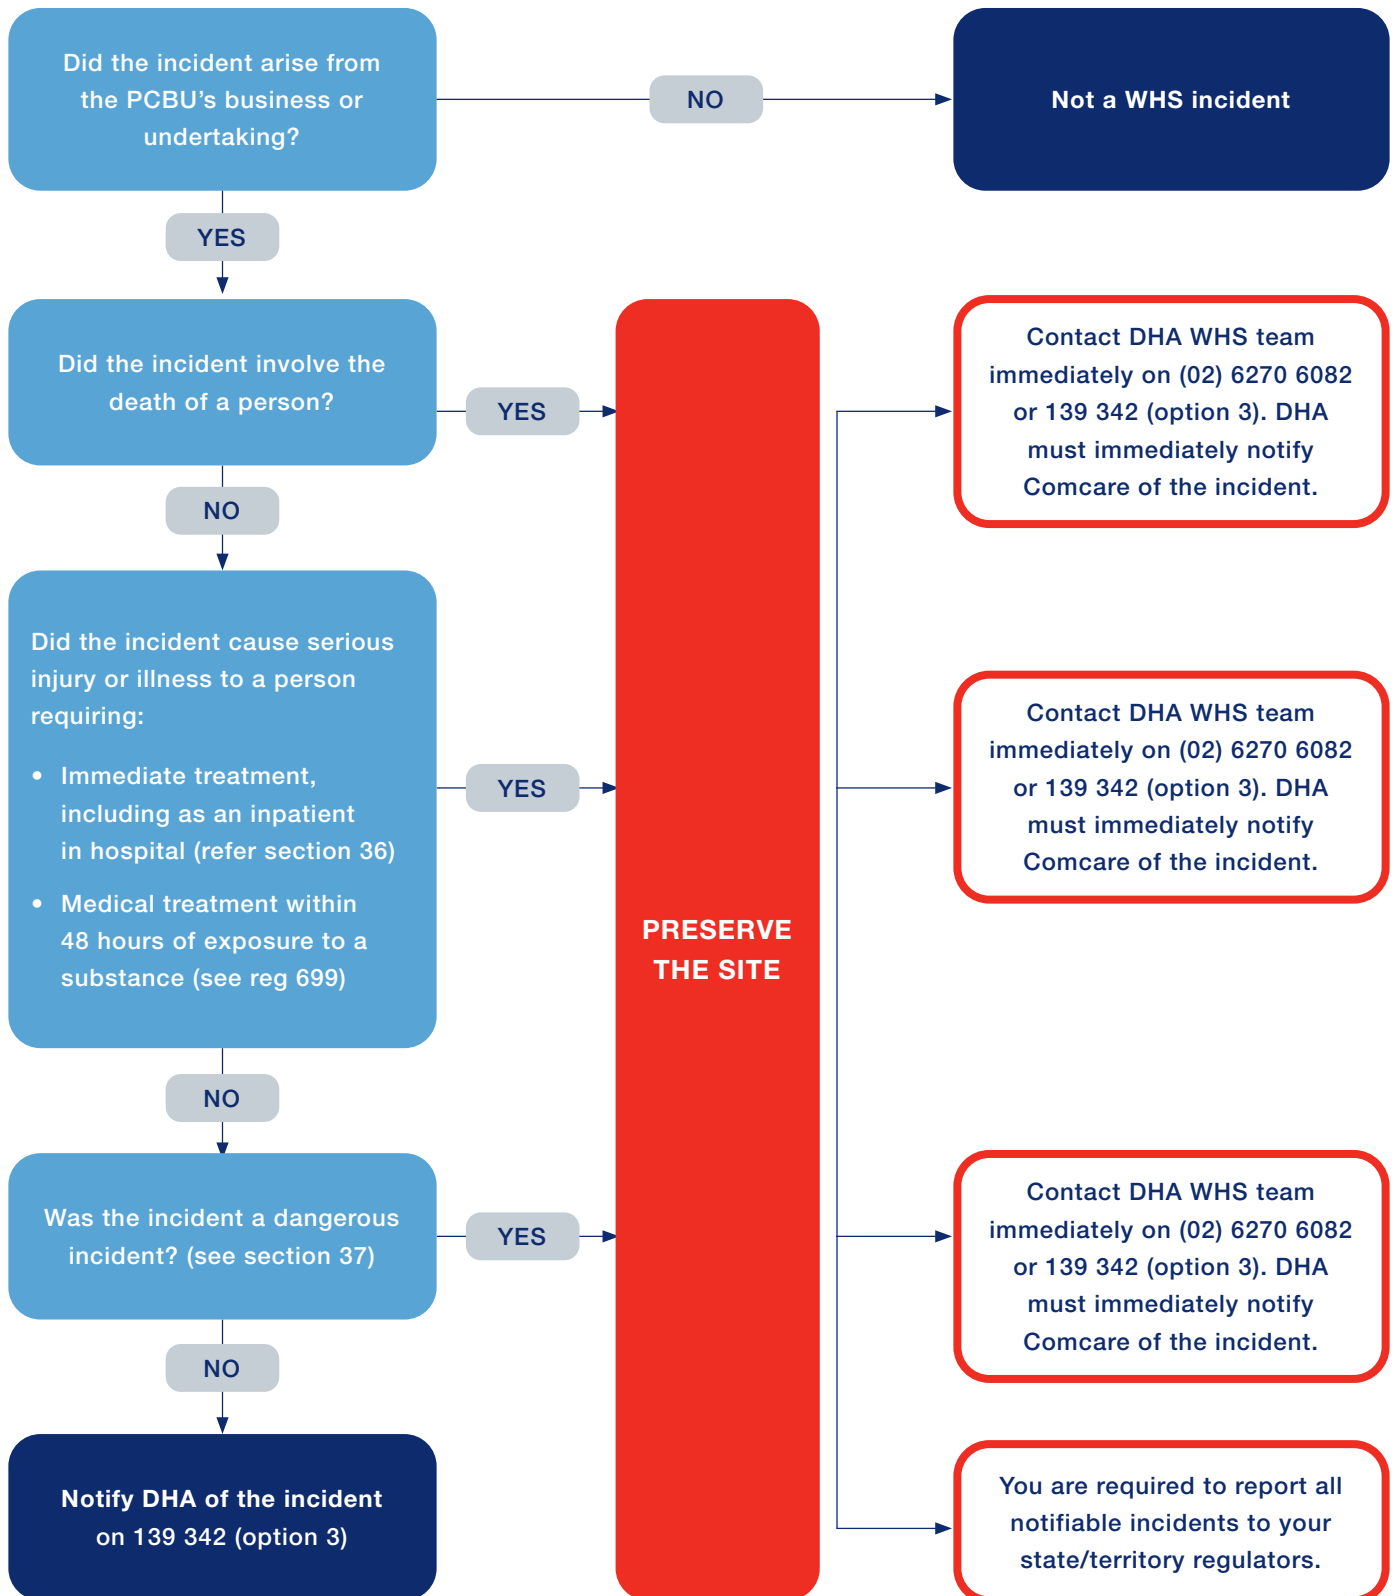 Did the incident arise from
the PCBU's business or
undertaking?
NO
Not a WHS incident
YES
Did the incident involve the
death of a person?
YES
Contact DHA WHS team
immediately on (02) 6270 6082
or 139 342 (option 3). DHA
must immediately notify
Comcare of the incident.
NO
Did the incident cause serious
injury or illness to a person
requiring:
• Immediate treatment,
including as an inpatient
in hospital (refer section 36)
• Medical treatment within
48 hours of exposure to a
substance (see reg 699)
YES
PRESERVE
THE SITE
Contact DHA WHS team
immediately on (02) 6270 6082
or 139 342 (option 3). DHA
must immediately notify
Comcare of the incident.
NO
Was the incident a dangerous
incident? (see section 37)
YES
Contact DHA WHS team
immediately on (02) 6270 6082
or 139 342 (option 3). DHA
must immediately notify
Comcare of the incident.
NO
Notify DHA of the incident
on 139 342 (option 3)
You are required to report all
notifiable incidents to your
state/territory regulators.